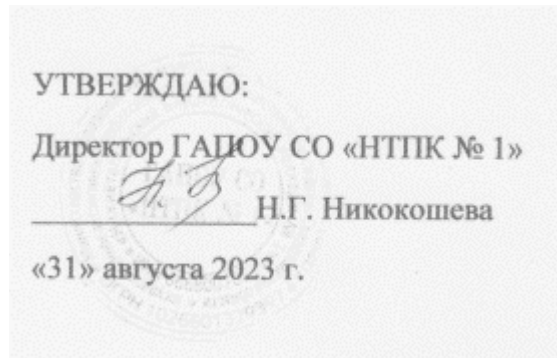 УТВЕРЖДАЮ:
Директор ГАПОУ СО «НТПК № 1»
Н.Г. Никокошева
«31» августа 2023 г.